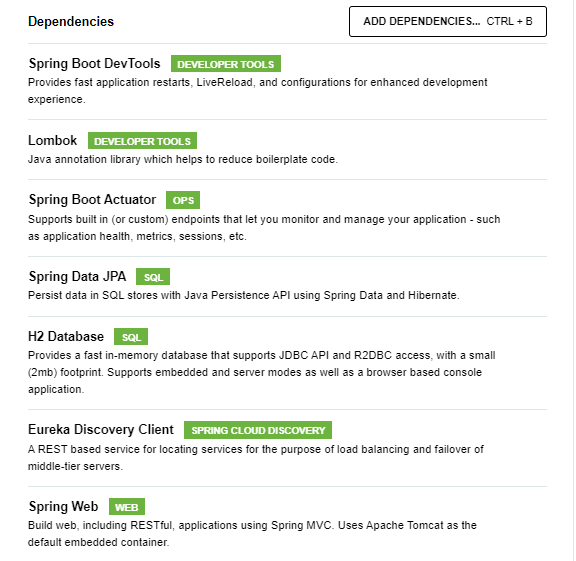 Dependencies ADD DEPENDENCIES... CTRL + B
Spring Boot DevTools DEVELOPER TOOLS
Provides fast application restarts, LiveReload, and configurations for enhanced development
experience.
Lombok DEVELOPER TOOLS
Java annotation library which helps to reduce boilerplate code.
Spring Boot Actuator OPS
Supports built in (or custom) endpoints that let you monitor and manage your application - such
as application health, metrics, sessions, etc.
Spring Data JPA SQL
Persist data in SQL stores with Java Persistence API using Spring Data and Hibernate.
H2 Database SQL
Provides a fast in-memory database that supports JDBC API and R2DBC access, with a small
(2mb) footprint. Supports embedded and server modes as well as a browser based console
application.
Eureka Discovery Client SPRING CLOUD DISCOVERY
A REST based service for locating services for the purpose of load balancing and failover of
middle-tier servers.
Spring Web WEB
Build web, including RESTful, applications using Spring MVC. Uses Apache Tomcat as the
default embedded container.